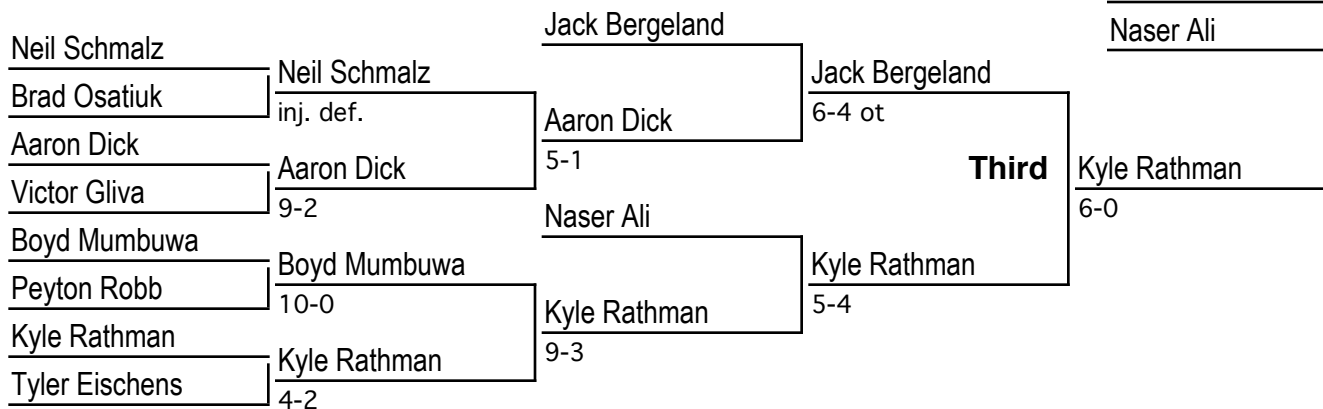 Jack Bergeland
Naser Ali
Neil Schmalz
Neil Schmalz
Jack Bergeland
Brad Osatiuk
inj. def.
Aaron Dick
6-4 ot
Aaron Dick
Aaron Dick
5-1
Third
Kyle Rathman
Victor Gliva
9-2
Naser Ali
6-0
Boyd Mumbuwa
Boyd Mumbuwa
Kyle Rathman
Peyton Robb
10-0
Kyle Rathman
5-4
Kyle Rathman
Kyle Rathman
9-3
Tyler Eischens
4-2